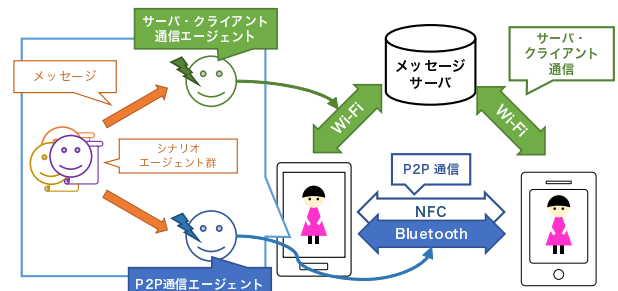 サーバ・クライアント
通信エージェント
メッセージ
シナリオ
エージェント群
P2P通信エージェント
Wi-Fi
メッセージ
サーバ
サーバ・
クライアント
通信
Wi-Fi
P2P 通信
NFC
Bluetooth